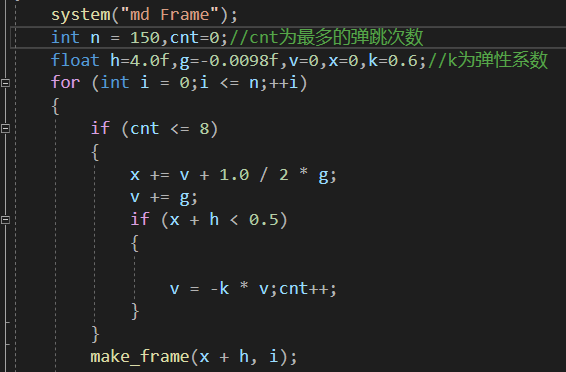 system("md Frame");
int n = 150,cnt=0;//cnt为最多的弹跳次数
float h=4.0f,g=-0.0098f,v=0,x=0,k=0.6;//k为弹性系数
for (int i = 0;i <= n;++i)
{
if (cnt <= 8)
{
x += v + 1.0 / 2 * g;
v += g;
if (x + h < 0.5)
{
v = -k * v;cnt++;
}
}
make_frame(x + h, i);